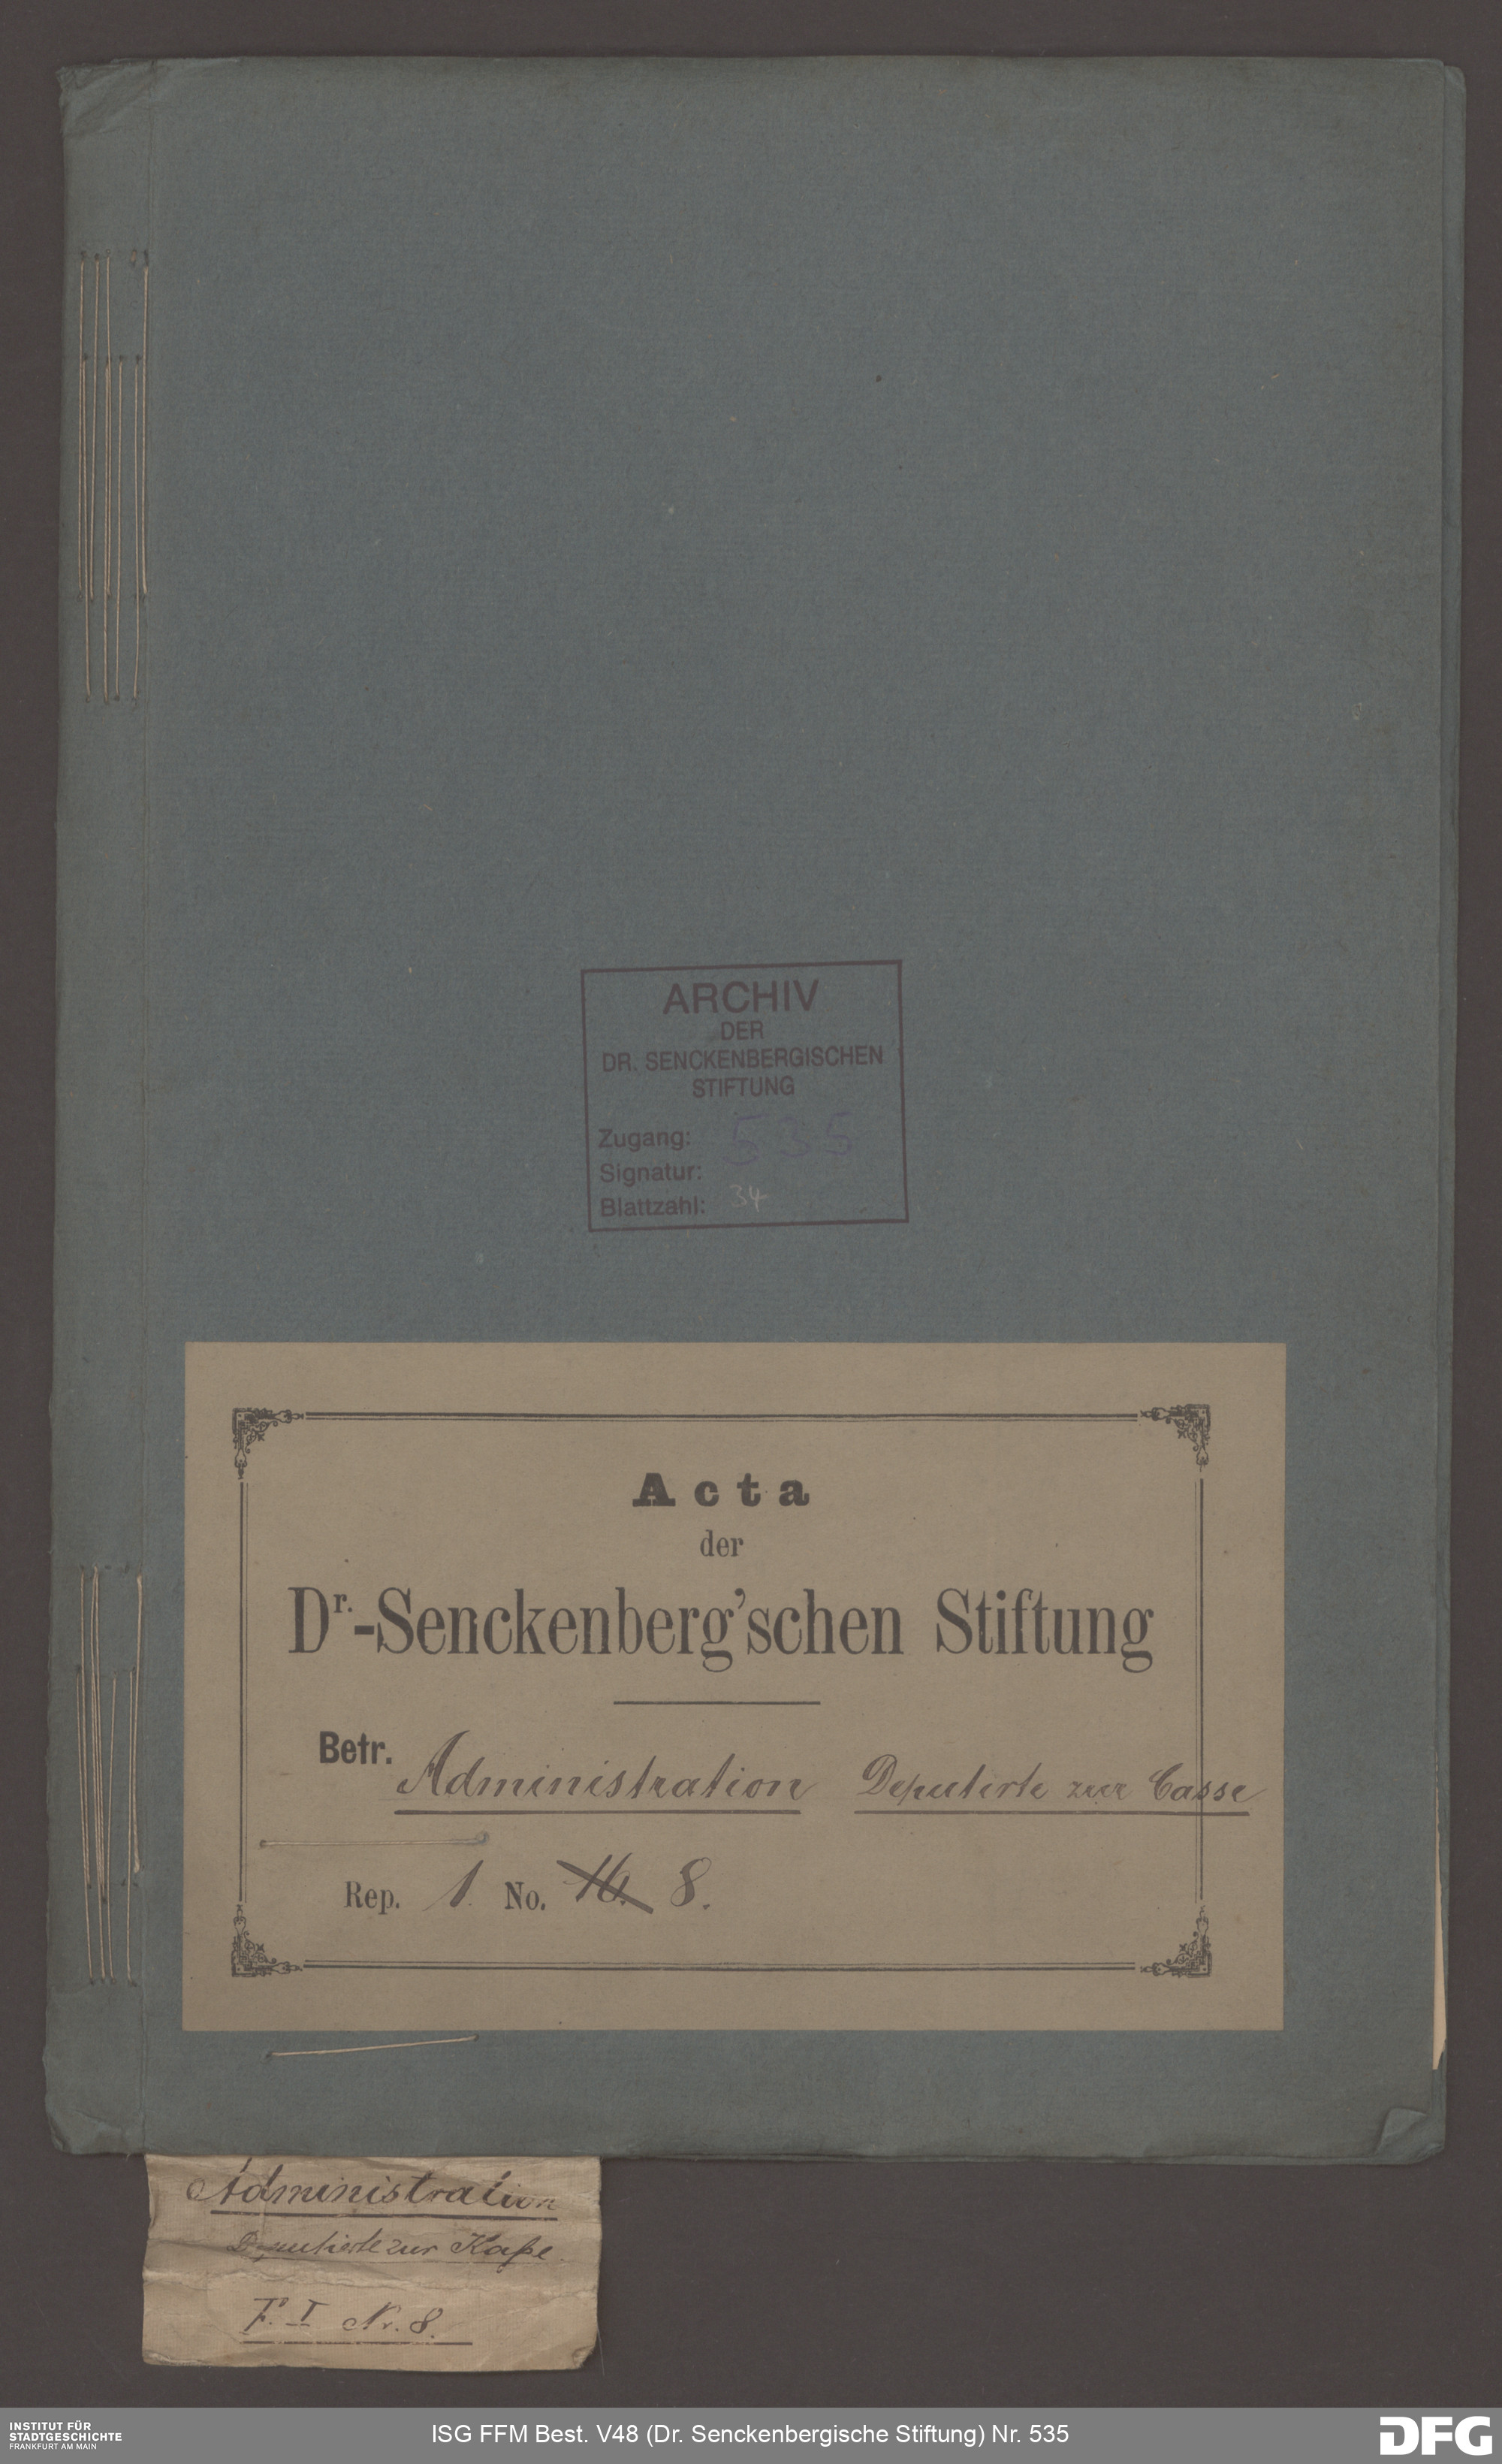 ARCHIV
DER
DR. SENCKENBERGISCHEN
STIFTUNG
Zugang: 535
Signatur:
Blattzahl: 34
Acta
der
Dr.-Senckenberg'schen Stiftung
Betr. Administration Deputirte zur Casse
Rep. 1. No. 16. 8.
Administration
Deputierte zur Kaße.
F. I Nr. 8.
INSTITUT FÜR
STADTGESCHICHTE
FRANKFURT AM MAIN
ISG FFM Best. V48 (Dr. Senckenbergische Stiftung) Nr. 535
DFG